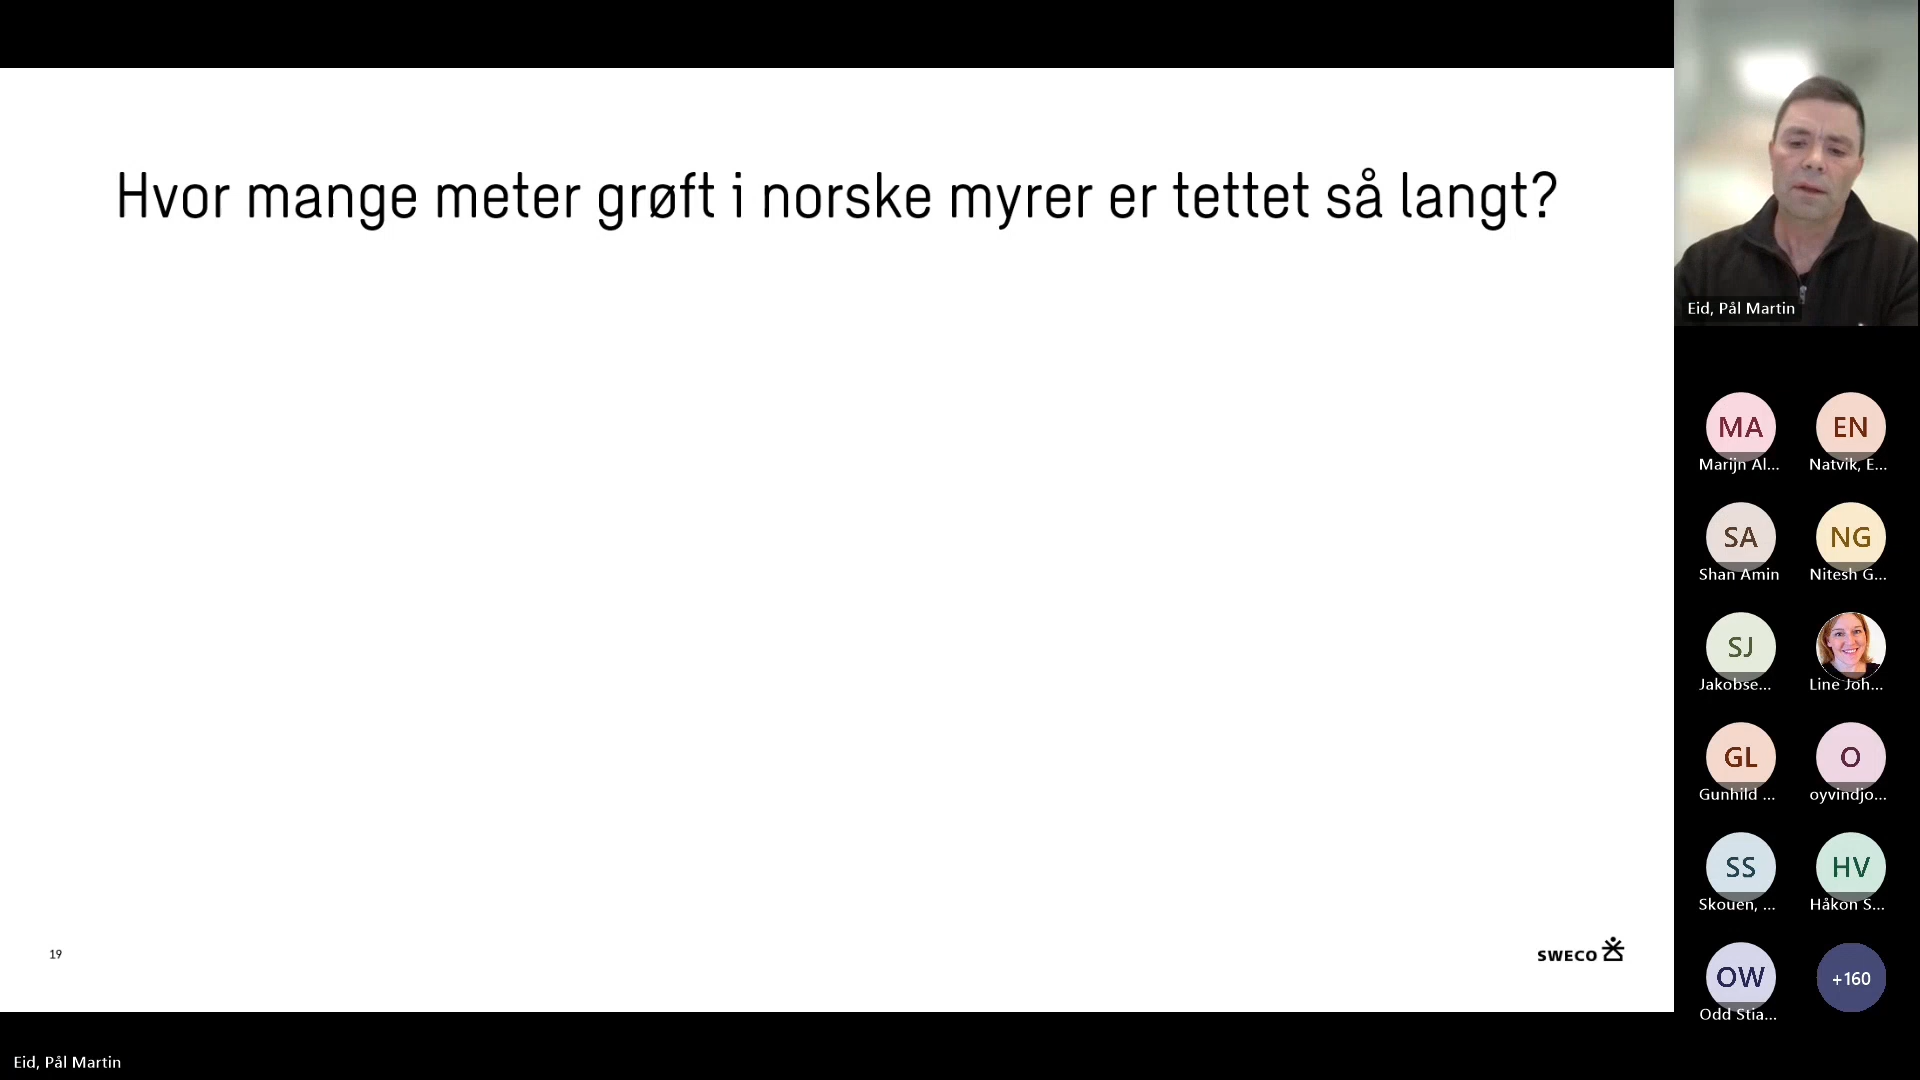 Hvor mange meter grøft i norske myrer er tettet så langt?
19
SWECO
Eid, Pål Martin
MA
Marijn Al...
EN
Natvik, E...
SA
Shan Amin
NG
Nitesh G...
SJ
Jakobse...
Line Joh...
GL
Gunhild ...
O
oyvindjo...
SS
Skouen, ...
HV
Håkon S...
OW
Odd Stia...
+160
Eid, Pål Martin